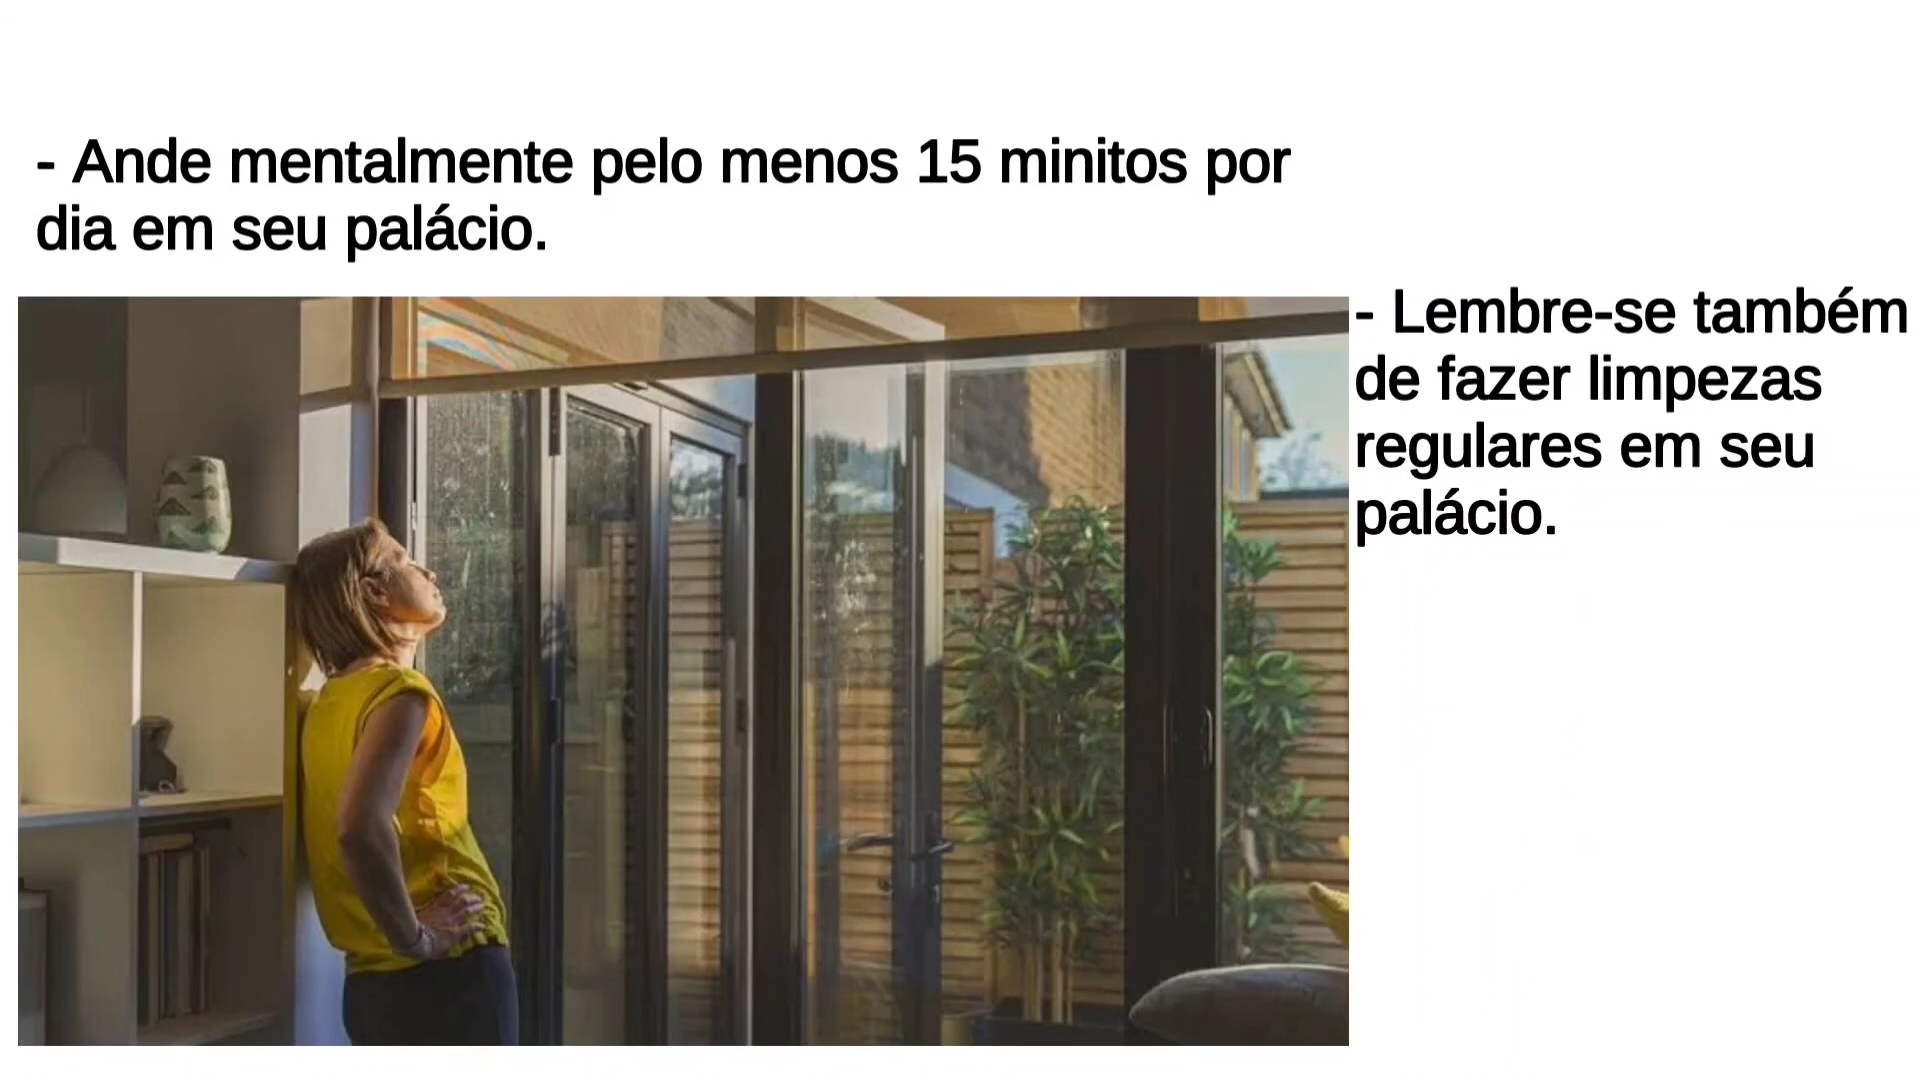 - Ande mentalmente pelo menos 15 minitos por
dia em seu palácio.
- Lembre-se também
de fazer limpezas
regulares em seu
palácio.